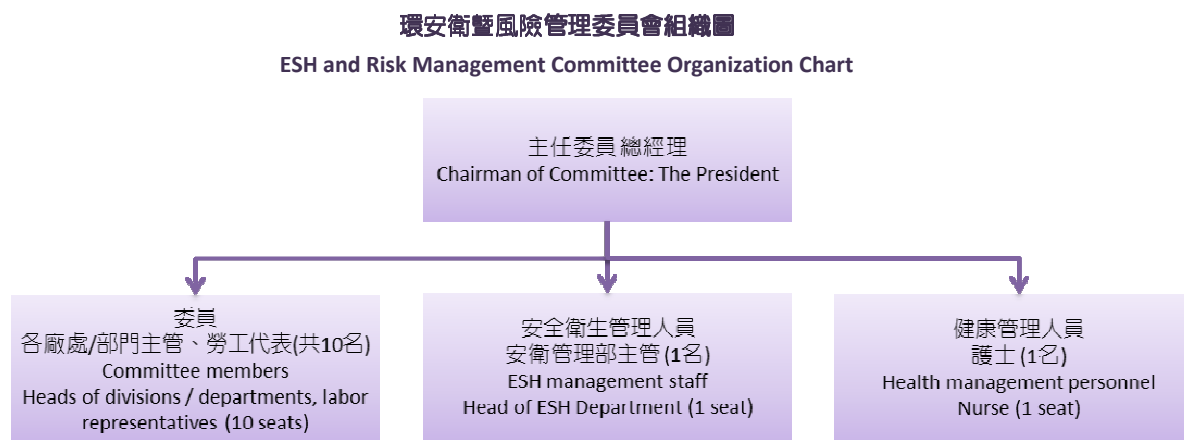 環安衛暨風險管理委員會組織圖
ESH and Risk Management Committee Organization Chart
主任委員 總經理
Chairman of Committee: The President
委員
各廠處/部門主管、勞工代表(共10名)
Committee members
Heads of divisions / departments, labor
representatives (10 seats)
安全衛生管理人員
安衛管理部主管 (1名)
ESH management staff
Head of ESH Department (1 seat)
健康管理人員
護士 (1名)
Health management personnel
Nurse (1 seat)